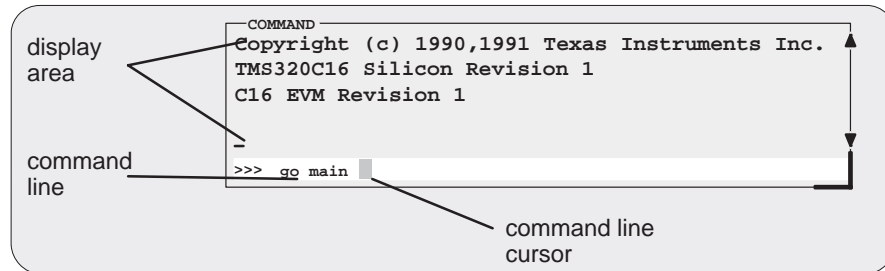 COMMAND
Copyright (c) 1990,1991 Texas Instruments Inc.
TMS320C16 Silicon Revision 1
C16 EVM Revision 1
>>> go main
display
area
command
line
command line
cursor